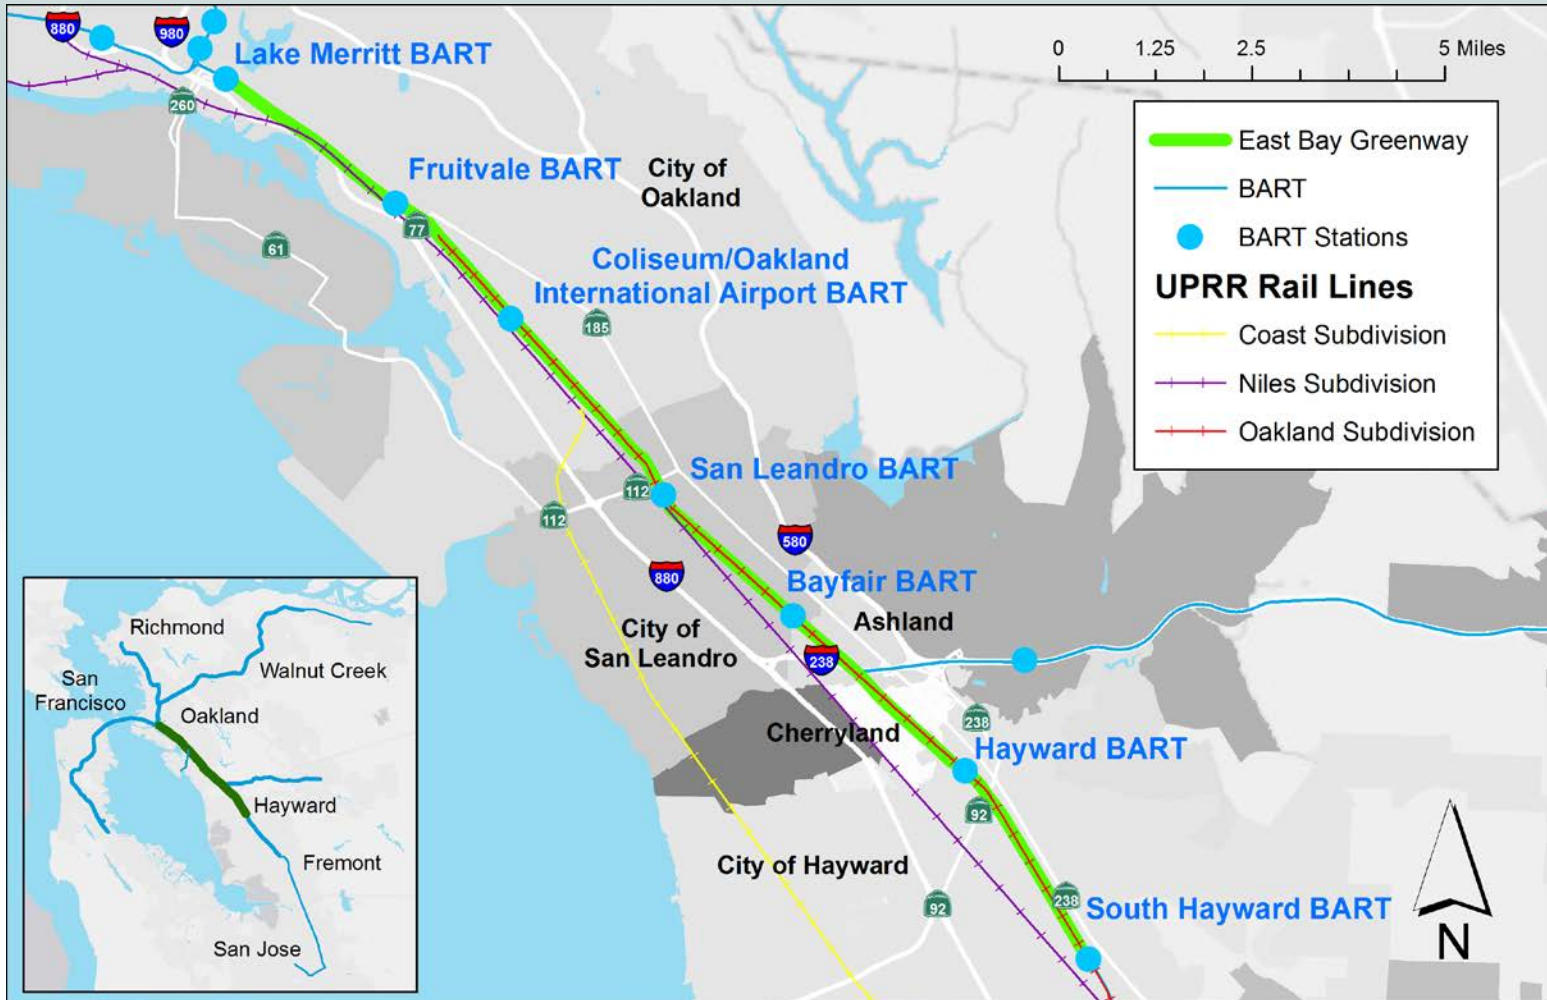 880
980
Lake Merritt BART
260
0 1.25 2.5 5 Miles
East Bay Greenway
BART
BART Stations
UPRR Rail Lines
Coast Subdivision
Niles Subdivision
Oakland Subdivision
Fruitvale BART
City of
Oakland
77
61
Coliseum/Oakland
International Airport BART
185
San Leandro BART
112
112
580
880
Bayfair BART
Ashland
City of
San Leandro
238
238
Cherryland
Hayward BART
92
City of Hayward
92
238
South Hayward BART
N
Richmond
Walnut Creek
San
Francisco
Oakland
Hayward
Fremont
San Jose